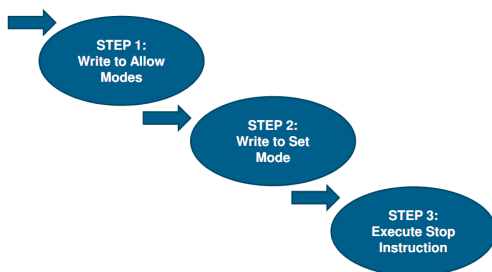 STEP 1:
Write to Allow
Modes
STEP 2:
Write to Set
Mode
STEP 3:
Execute Stop
Instruction